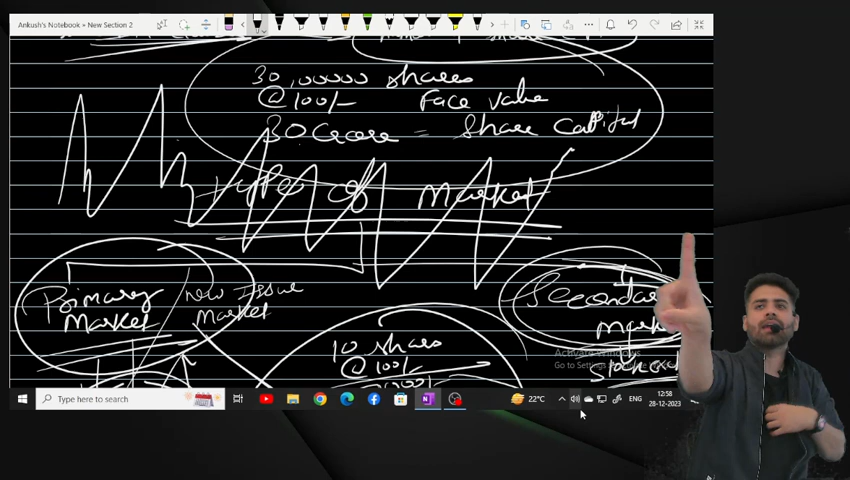 Ankush's Notebook » New Section 2
30,00000 shares
@100/- Face value
30 Crore = Share Capital
types of market
Primary Market
new Issue Market
Secondary
10 shares
@100/-
Activate Windows
Go to Settings
Type here to search
22°C
ENG
12:58
28-12-2023